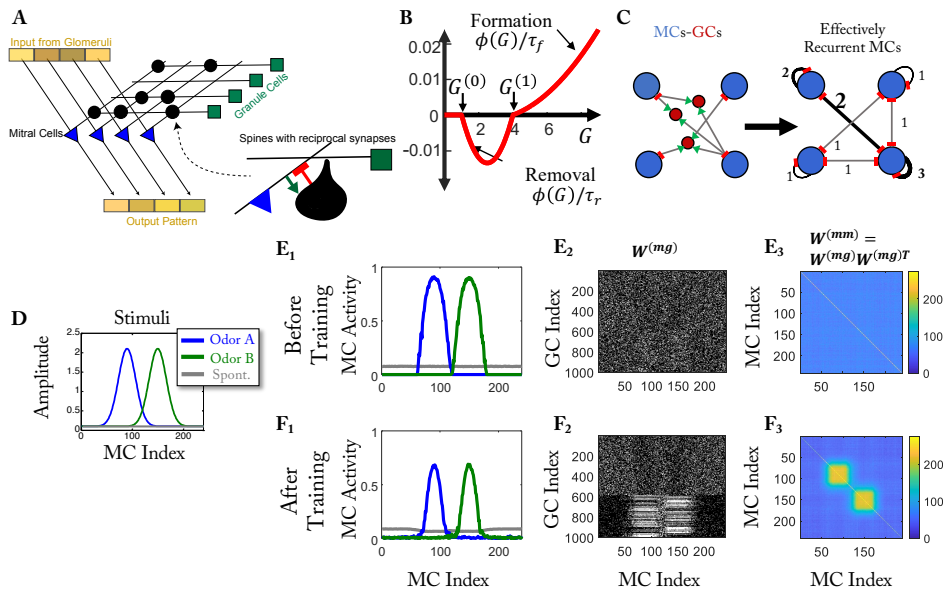 A
Input from Glomeruli
Granule Cells
Mitral Cells
Spines with reciprocal synapses
Output Pattern
B
Formation
ϕ(G)/τ_f
0.02
0.01
0
-0.01
G^(0)
G^(1)
2
4
6
G
Removal
ϕ(G)/τ_r
C
MCs-GCs
Effectively
Recurrent MCs
2
1
2
1
1
1
1
3
D
Stimuli
Odor A
Odor B
Spont.
Amplitude
2.5
2
1.5
1
0.5
0
100
200
MC Index
E₁
Before
Training
MC Activity
1
0.5
0
0
100
200
E₂
W^(mg)
GC Index
200
400
600
800
1000
50
100
150
200
E₃
W^(mm) =
W^(mg)W^(mg)T
MC Index
50
100
150
200
50
150
200
100
0
F₁
After
Training
MC Activity
1
0.5
0
0
100
200
MC Index
F₂
GC Index
200
400
600
800
1000
50
100
150
200
MC Index
F₃
MC Index
50
100
150
200
50
150
200
100
0
MC Index